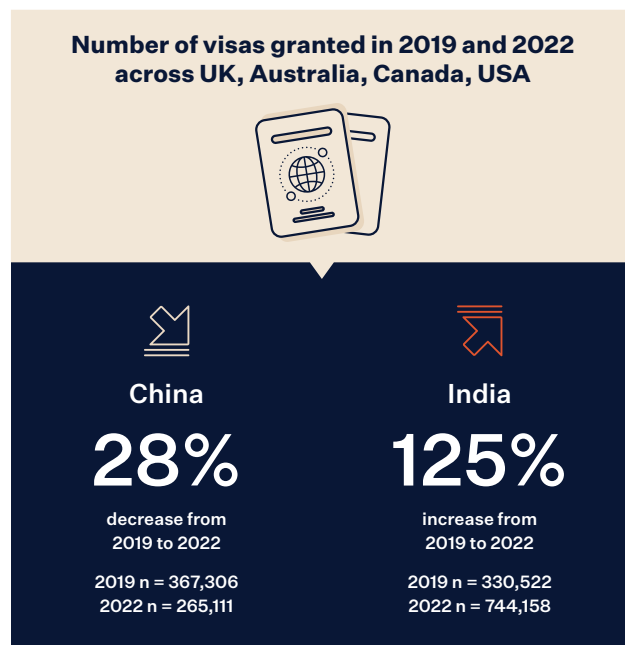 Number of visas granted in 2019 and 2022
across UK, Australia, Canada, USA
China
28%
decrease from
2019 to 2022
2019 n = 367,306
2022 n = 265,111
India
125%
increase from
2019 to 2022
2019 n = 330,522
2022 n = 744,158